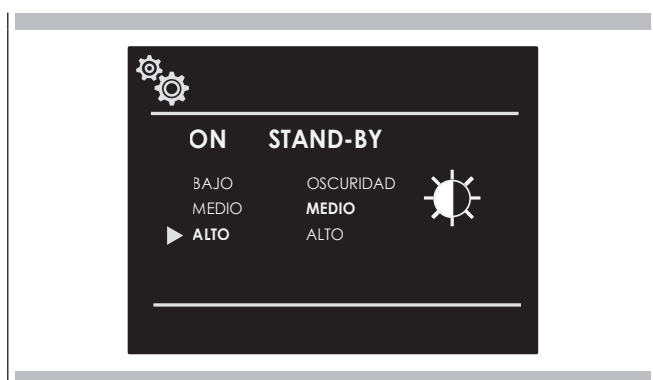 ON STAND-BY
BAJO OSCURIDAD
MEDIO MEDIO
ALTO ALTO